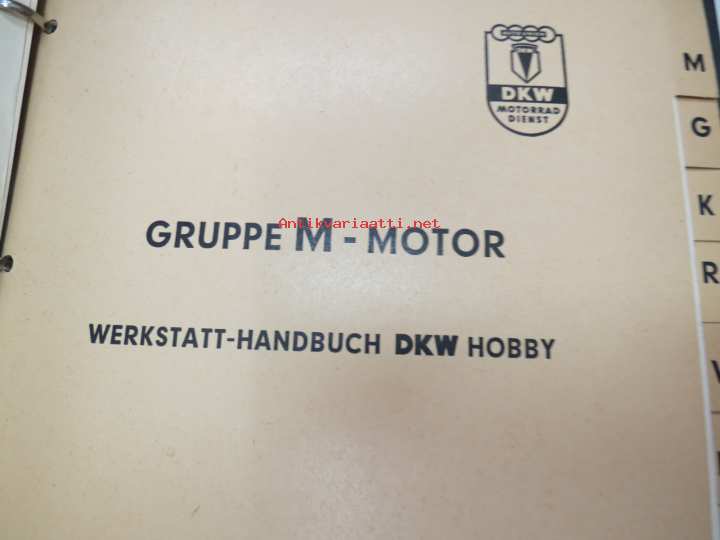 DKW
MOTORRAD
DIENST
M
G
K
R
Antikvariaatti.net
GRUPPE M - MOTOR
WERKSTATT-HANDBUCH DKW HOBBY